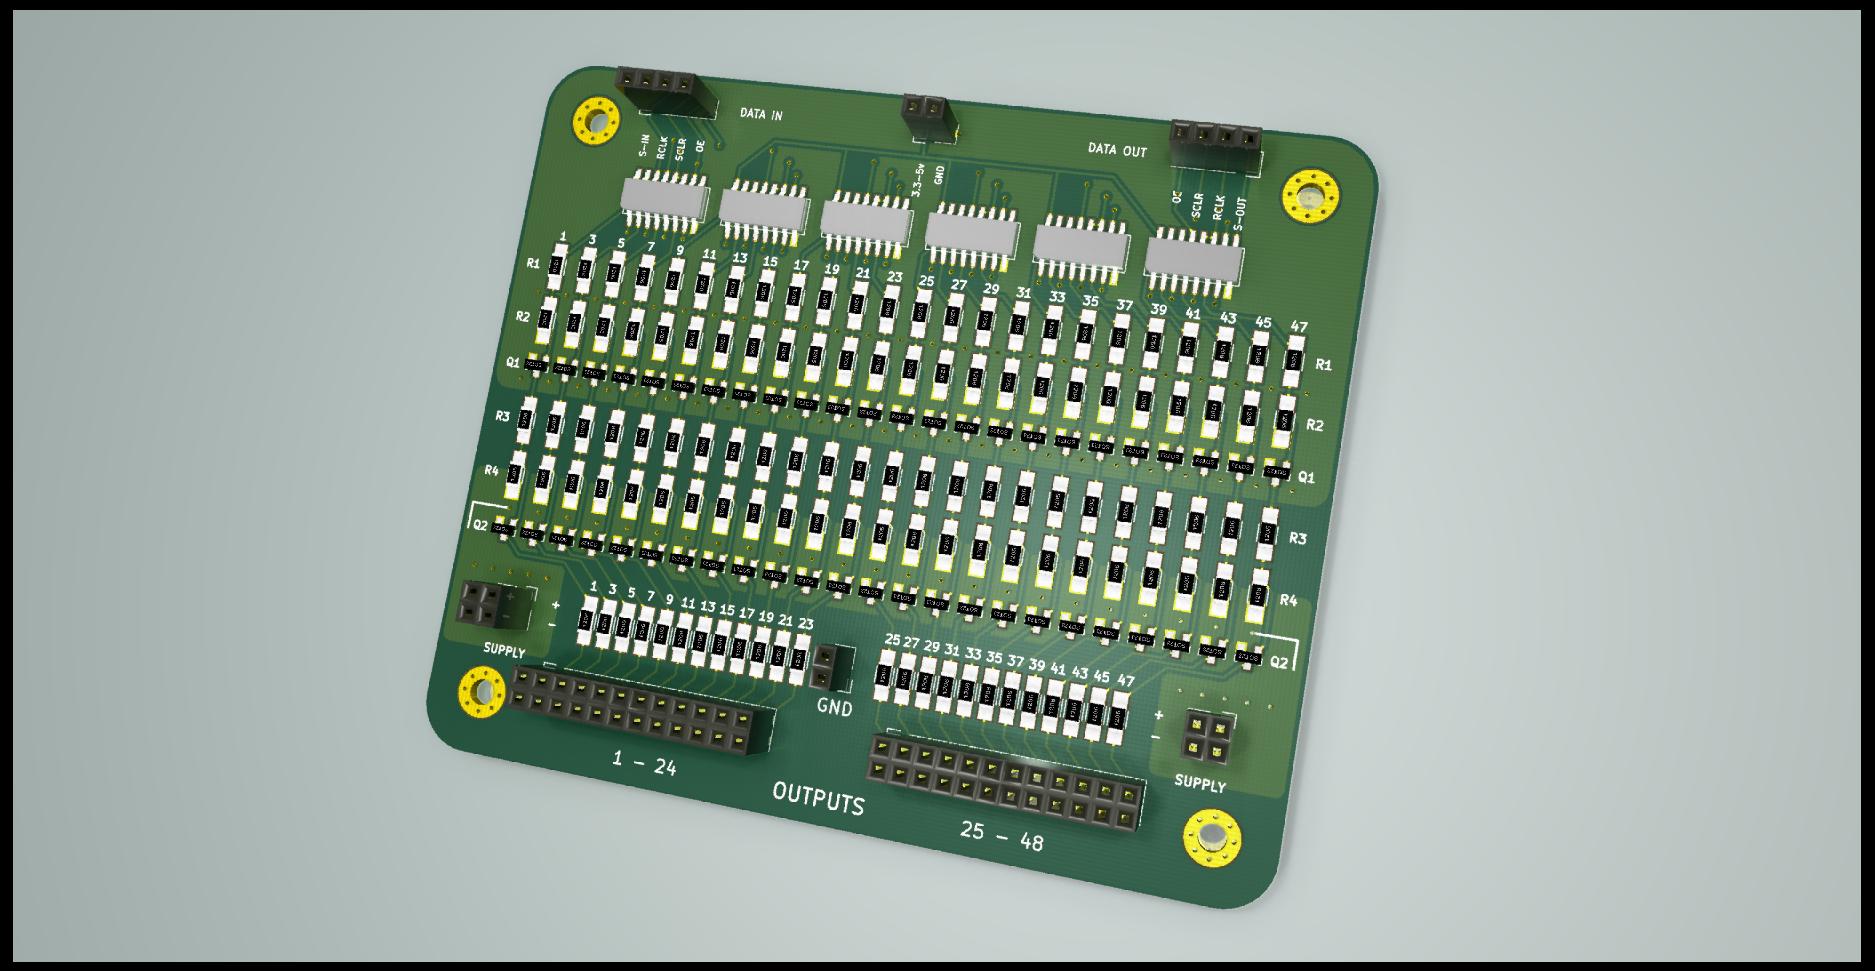 DATA IN
DATA OUT
S-IN
RCLK
SCLR
OE
3.3-5v
GND
OE
SCLR
RCLK
S-OUT
1 3 5 7 9 11 13 15 17 19 21 23 25 27 29 31 33 35 37 39 41 43 45 47
R1 R1
R2 R2
Q1 Q1
R3 R3
R4 R4
Q2 Q2
+
-
SUPPLY
1 3 5 7 9 11 13 15 17 19 21 23
GND
25 27 29 31 33 35 37 39 41 43 45 47
+
-
SUPPLY
1 - 24
OUTPUTS
25 - 48